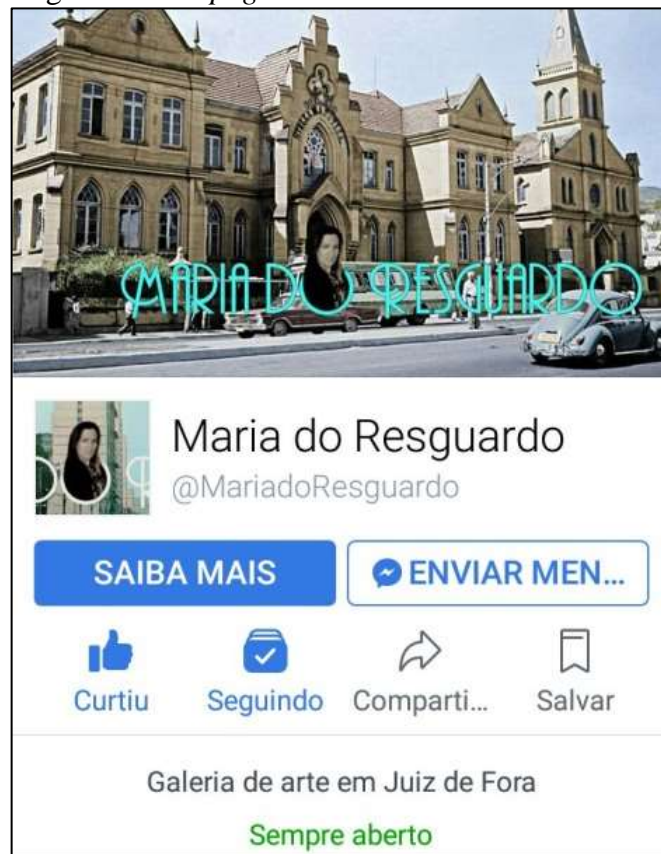 MARIA DO RESGUARDO
Maria do Resguardo
@MariadoResguardo
SAIBA MAIS
ENVIAR MEN...
Curtiu
Seguindo
Comparti...
Salvar
Galeria de arte em Juiz de Fora
Sempre aberto